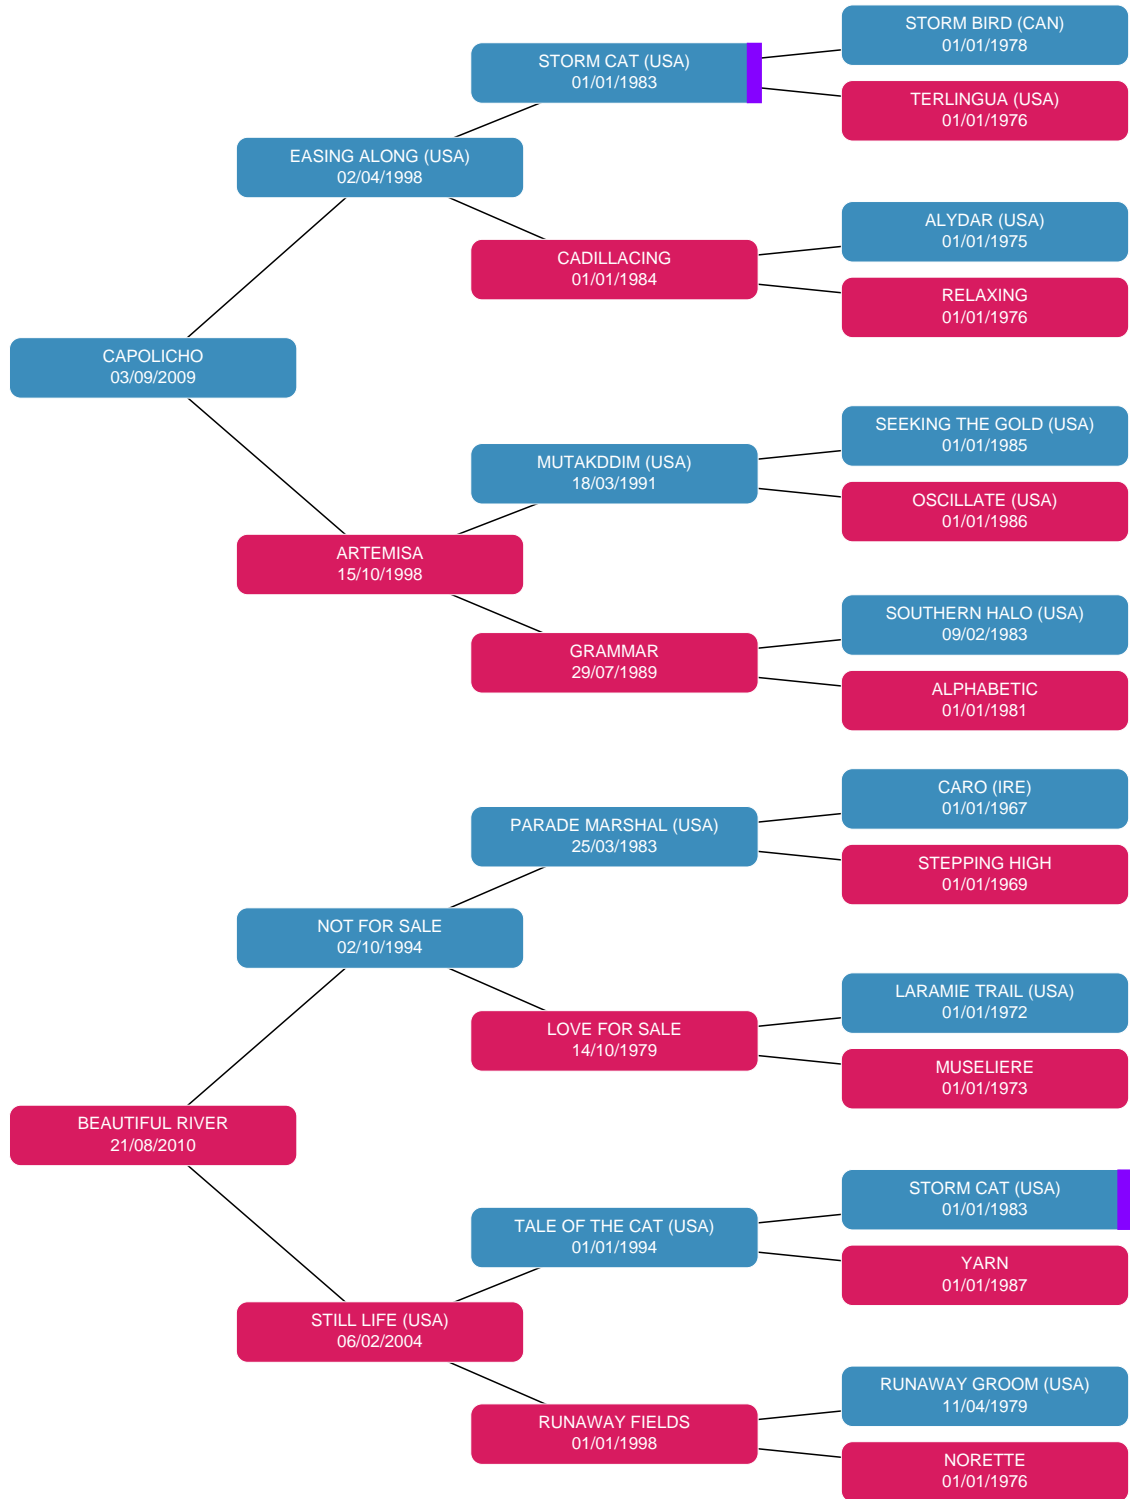 STORM BIRD (CAN)
01/01/1978
STORM CAT (USA)
01/01/1983
TERLINGUA (USA)
01/01/1976
EASING ALONG (USA)
02/04/1998
ALYDAR (USA)
01/01/1975
CADILLACING
01/01/1984
RELAXING
01/01/1976
CAPOLICHO
03/09/2009
SEEKING THE GOLD (USA)
01/01/1985
MUTAKDDIM (USA)
18/03/1991
OSCILLATE (USA)
01/01/1986
ARTEMISA
15/10/1998
SOUTHERN HALO (USA)
09/02/1983
GRAMMAR
29/07/1989
ALPHABETIC
01/01/1981
CARO (IRE)
01/01/1967
PARADE MARSHAL (USA)
25/03/1983
STEPPING HIGH
01/01/1969
NOT FOR SALE
02/10/1994
LARAMIE TRAIL (USA)
01/01/1972
LOVE FOR SALE
14/10/1979
MUSELIERE
01/01/1973
BEAUTIFUL RIVER
21/08/2010
STORM CAT (USA)
01/01/1983
TALE OF THE CAT (USA)
01/01/1994
YARN
01/01/1987
STILL LIFE (USA)
06/02/2004
RUNAWAY GROOM (USA)
11/04/1979
RUNAWAY FIELDS
01/01/1998
NORETTE
01/01/1976